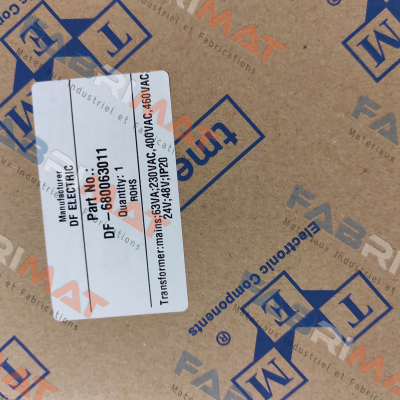 Manufacturer
DF ELECTRIC
Part No.:
DF - 680063011
Quantity: 1
ROHS
Transformer:mains;63VA;230VAC,400VAC,460VAC
24V;48V;IP20
tme
Electronic Components
®
T M E
FABRIMAT
Matériaux Industriel et Fabrications